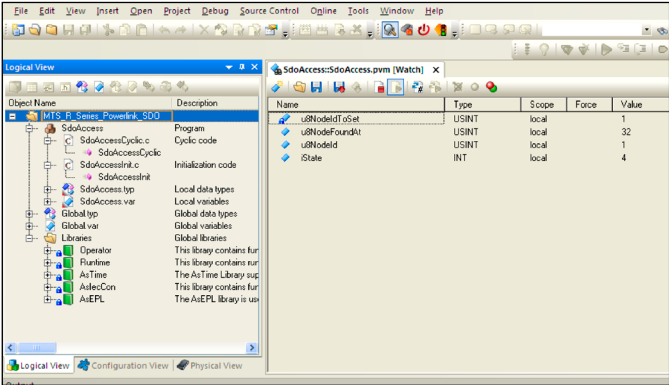 File Edit View Insert Open Project Debug Source Control Online Tools Window Help
Logical View
Object Name Description
MTS_R_Series_Powerlink_SDO
SdoAccess Program
SdoAccessCyclic.c Cyclic code
SdoAccessCyclic
SdoAccessInit.c Initialization code
SdoAccessInit
SdoAccess.typ Local data types
SdoAccess.var Local variables
Global.typ Global data types
Global.var Global variables
Libraries Global libraries
Operator This library contains fun
Runtime This library contains run
AsTime The AsTime Library sup
AsIecCon This library contains fun
AsEPL The AsEPL library is use
Logical View Configuration View Physical View
SdoAccess::SdoAccess.pvm [Watch] x
Name Type Scope Force Value
u8NodeIdToSet USINT local 1
u8NodeFoundAt USINT local 32
u8NodeId USINT local 1
iState INT local 4